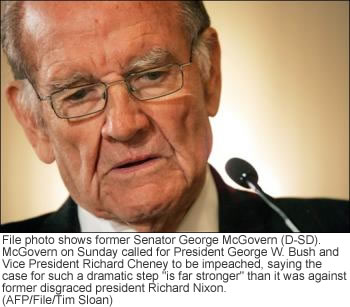 File photo shows former Senator George McGovern (D-SD).
McGovern on Sunday called for President George W. Bush and
Vice President Richard Cheney to be impeached, saying the
case for such a dramatic step "is far stronger" than it was against
former disgraced president Richard Nixon.
(AFP/File/Tim Sloan)